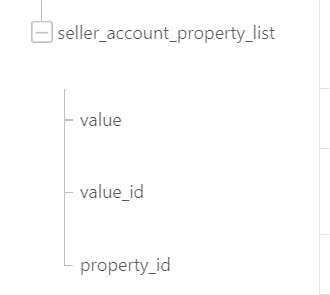 seller_account_property_list
value
value_id
property_id